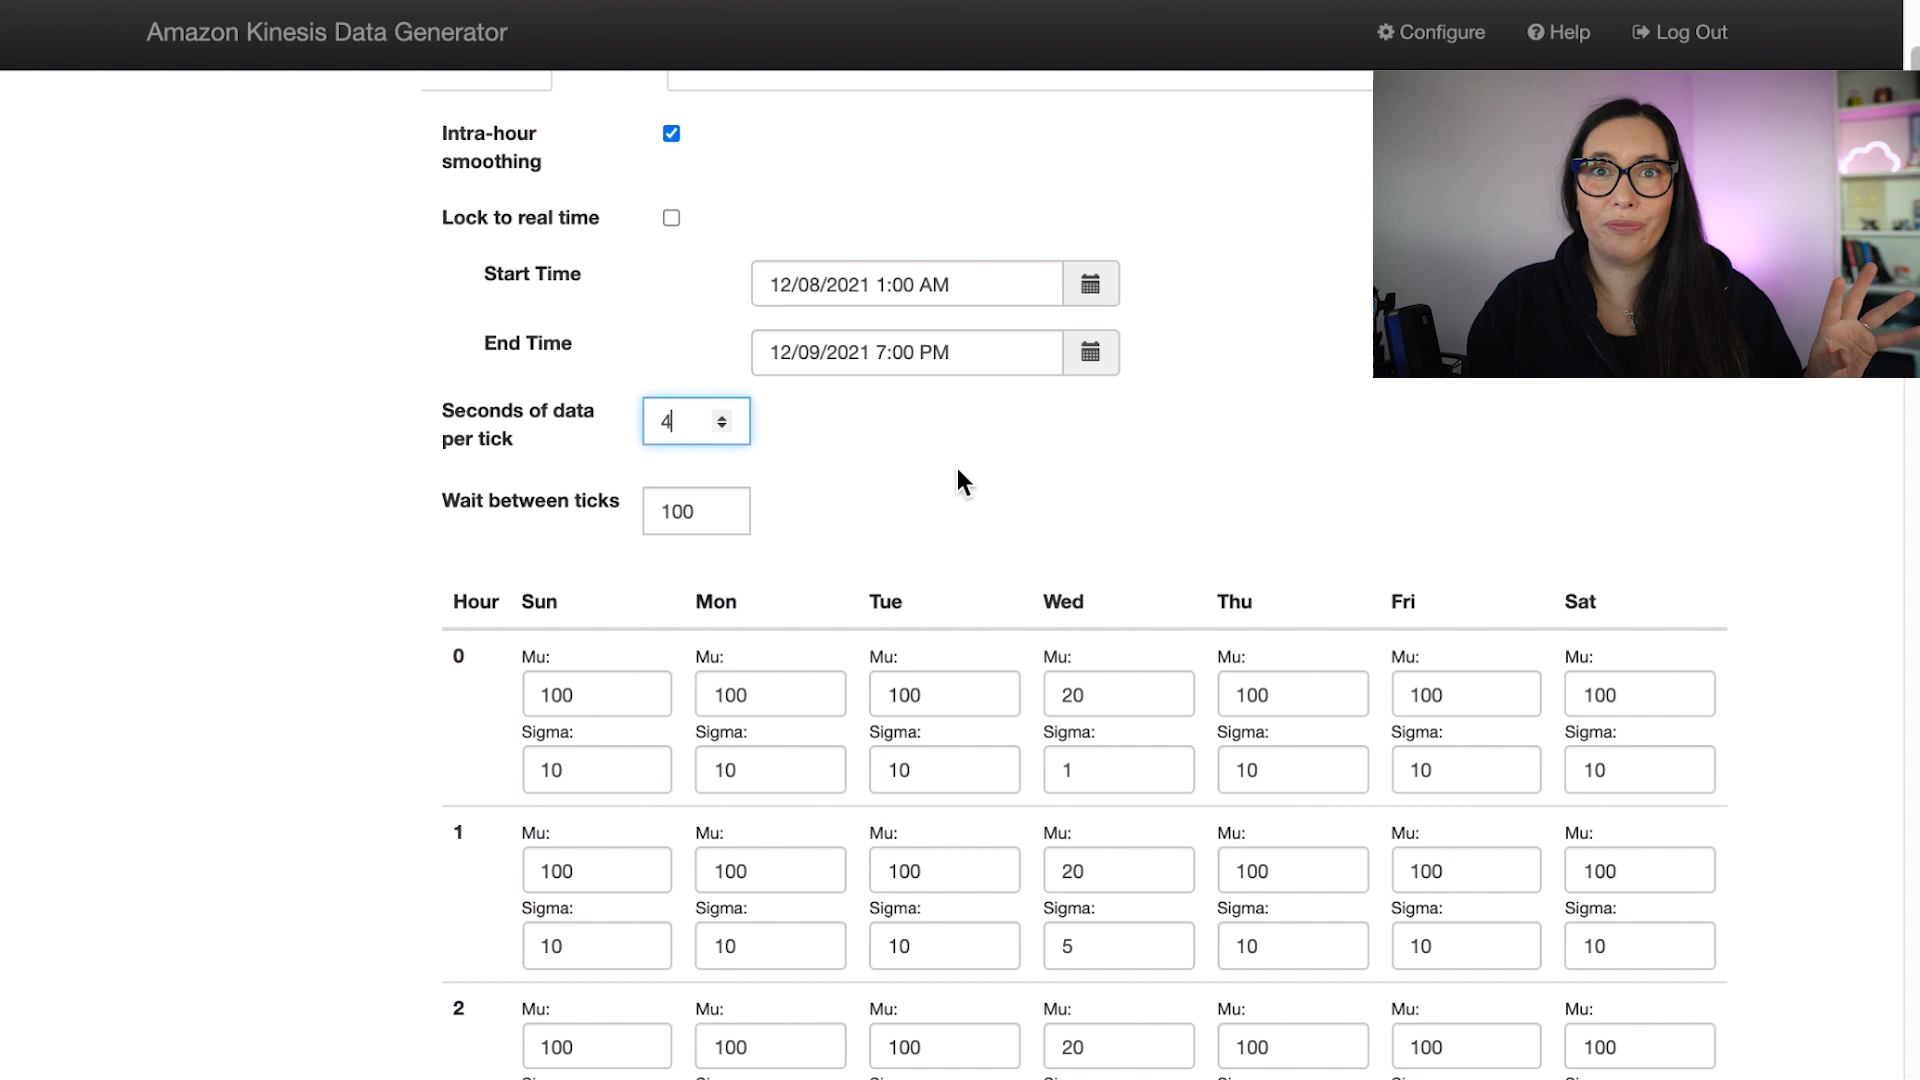 Amazon Kinesis Data Generator Configure Help Log Out
Intra-hour
smoothing
Lock to real time
Start Time 12/08/2021 1:00 AM
End Time 12/09/2021 7:00 PM
Seconds of data
per tick
4
Wait between ticks 100
Hour Sun Mon Tue Wed Thu Fri Sat
0 Mu: Mu: Mu: Mu: Mu: Mu: Mu:
100 100 100 20 100 100 100
Sigma: Sigma: Sigma: Sigma: Sigma: Sigma: Sigma:
10 10 10 1 10 10 10
1 Mu: Mu: Mu: Mu: Mu: Mu: Mu:
100 100 100 20 100 100 100
Sigma: Sigma: Sigma: Sigma: Sigma: Sigma: Sigma:
10 10 10 5 10 10 10
2 Mu: Mu: Mu: Mu: Mu: Mu: Mu:
100 100 100 20 100 100 100